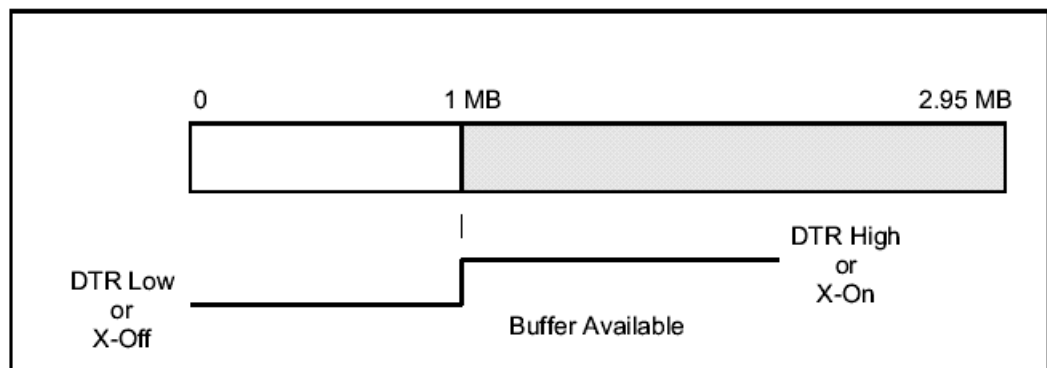 0 1 MB 2.95 MB
DTR High
or
X-On
DTR Low
or
X-Off
Buffer Available